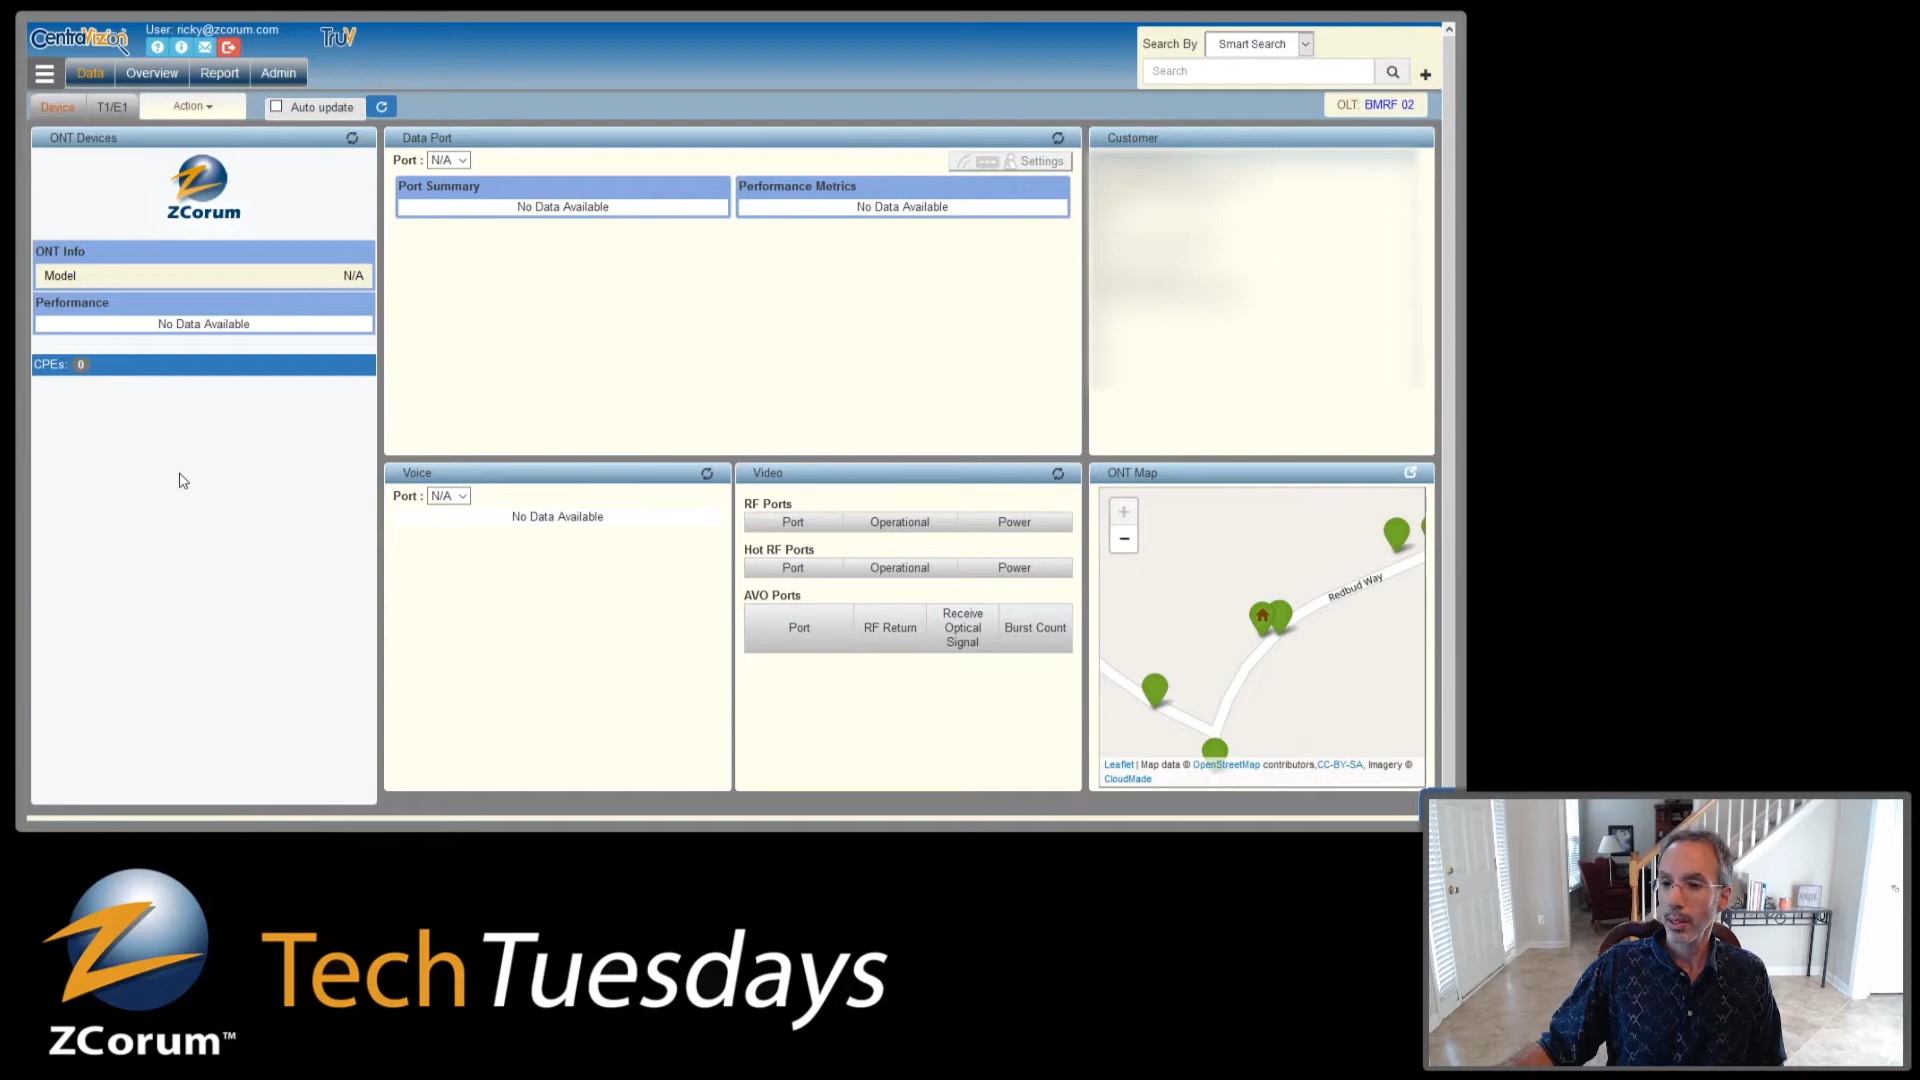 CentraVizion
User: ricky@zcorum.com
TruV
Search By Smart Search
Search
Data Overview Report Admin
Device T1/E1 Action Auto update
OLT: BMRF 02
ONT Devices
ZCorum
ONT Info
Model N/A
Performance
No Data Available
CPEs: 0
Data Port
Port : N/A
Settings
Port Summary
No Data Available
Performance Metrics
No Data Available
Customer
Voice
Port : N/A
No Data Available
Video
RF Ports
Port Operational Power
Hot RF Ports
Port Operational Power
AVO Ports
Port RF Return Receive Optical Signal Burst Count
ONT Map
+
−
Redbud Way
Leaflet | Map data © OpenStreetMap contributors,CC-BY-SA, Imagery ©
CloudMade
TechTuesdays
ZCorum™